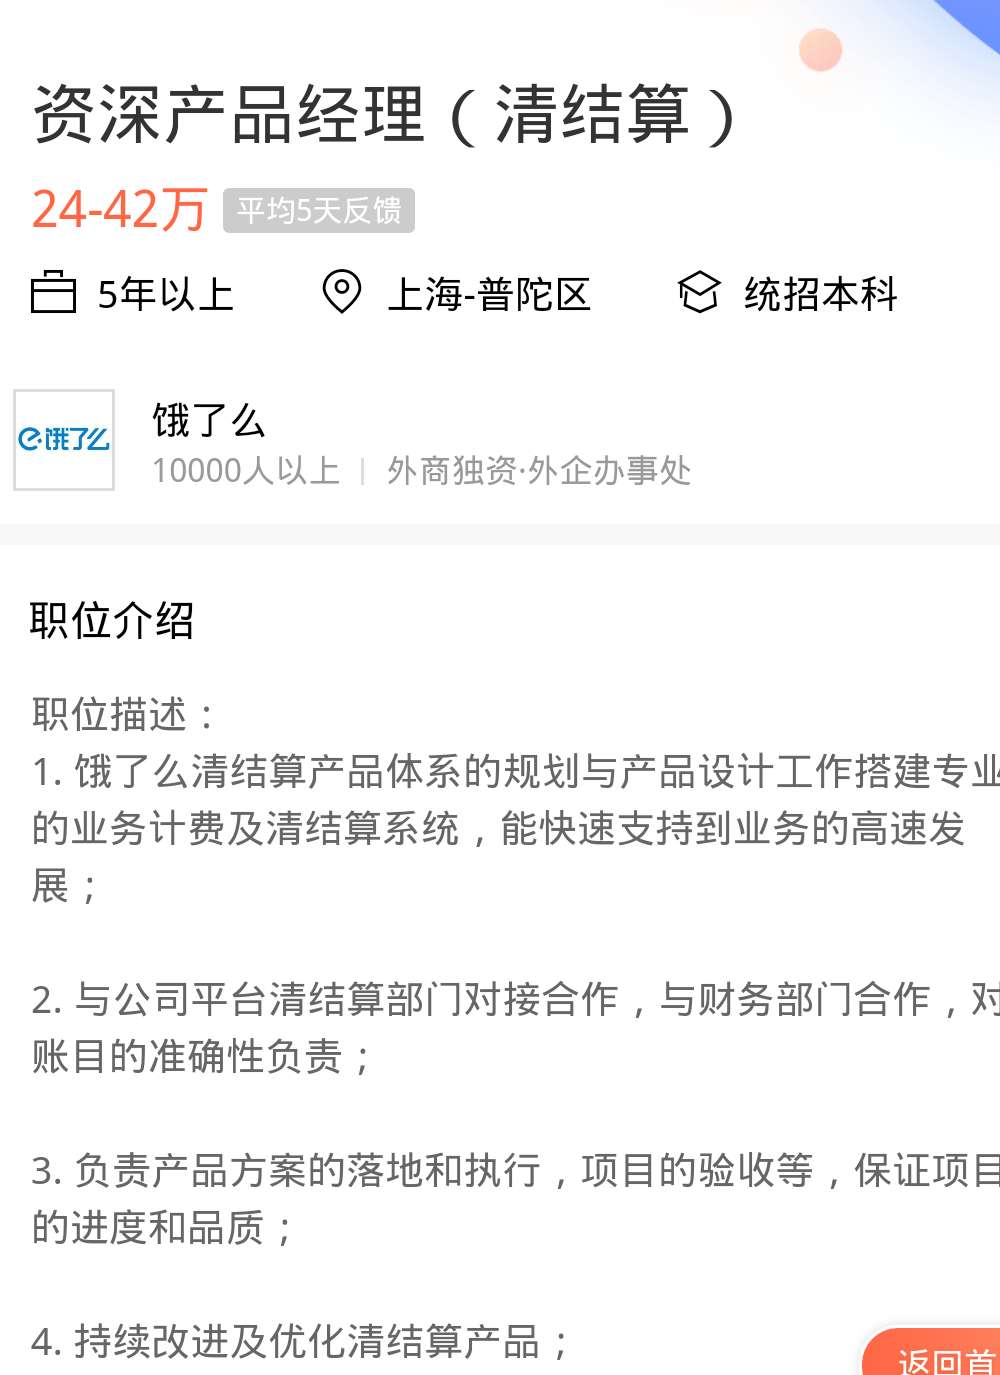 资深产品经理（清结算）
24-42万 平均5天反馈
5年以上 上海-普陀区 统招本科
饿了么
饿了么
10000人以上 | 外商独资·外企办事处
职位介绍
职位描述：
1. 饿了么清结算产品体系的规划与产品设计工作搭建专业
的业务计费及清结算系统，能快速支持到业务的高速发
展；
2. 与公司平台清结算部门对接合作，与财务部门合作，对
账目的准确性负责；
3. 负责产品方案的落地和执行，项目的验收等，保证项目
的进度和品质；
4. 持续改进及优化清结算产品；
返回首